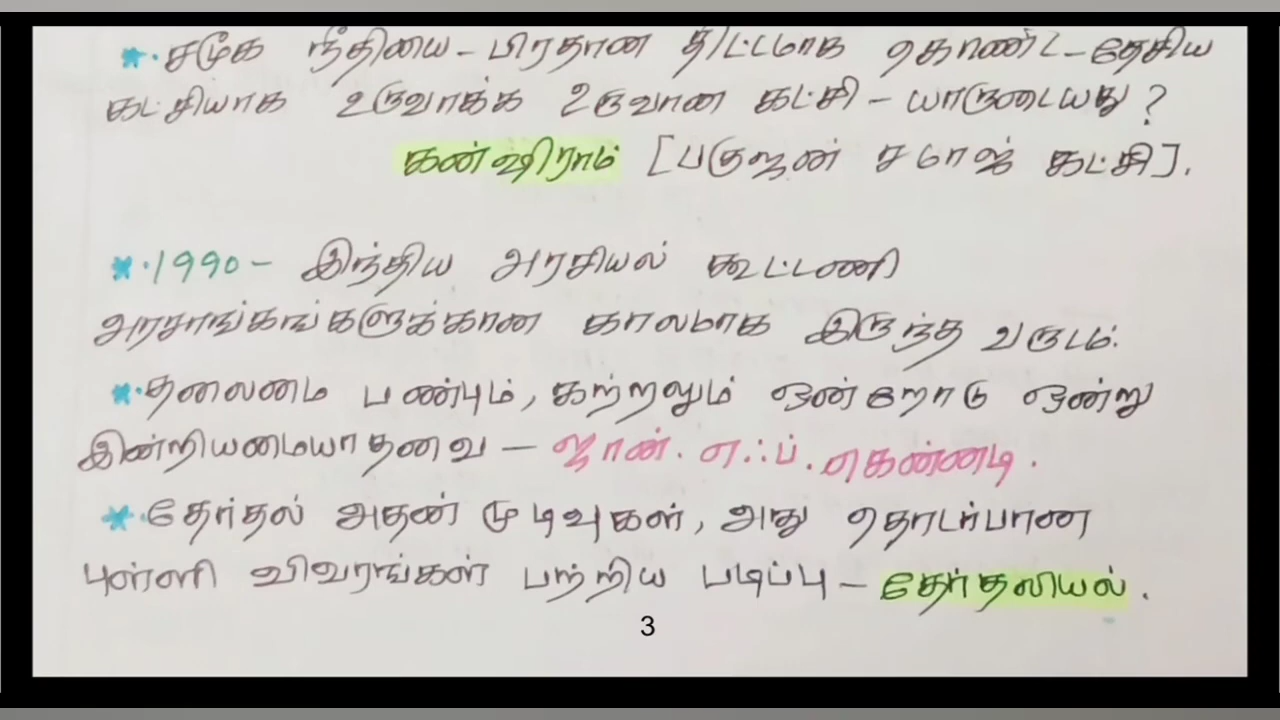 * · சமூக நீதியை - பிரதான திட்டமாக கொண்ட - தேசிய
கட்சியாக உருவாக்க உருவான கட்சி - யாருடையது ?
கன்ஷிராம் [பகுஜன் சமாஜ் கட்சி].
* · 1990 - இந்திய அரசியல் கூட்டணி
அரசாங்கங்களுக்கான காலமாக இருந்த வருடம்.
* · தலைமை பண்பும், கற்றலும் ஒன்றோடு ஒன்று
இன்றியமையாதவை - ஜான். எஃப். கென்னடி.
* · தேர்தல் அதன் முடிவுகள், அது தொடர்பான
புள்ளி விவரங்கள் பற்றிய படிப்பு - தேர்தலியல்.
3